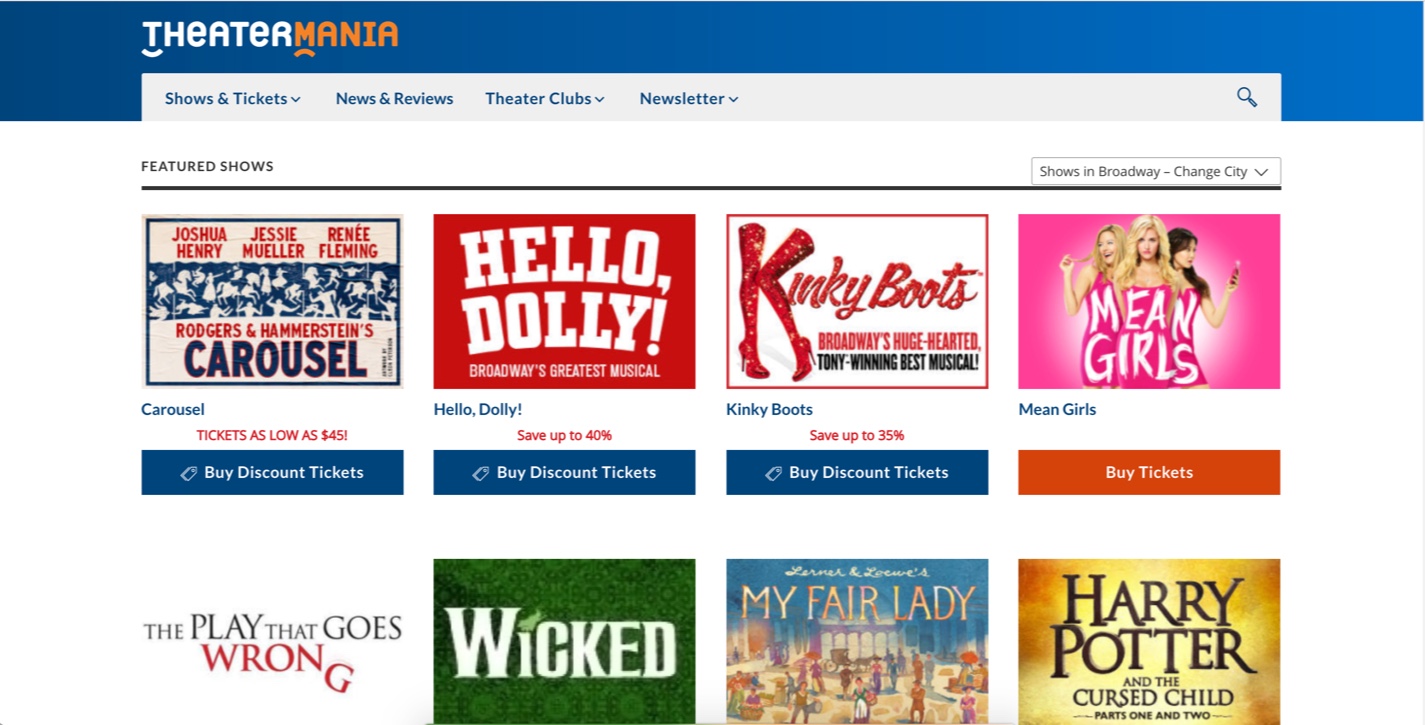 THEATERMANIA
Shows & Tickets
News & Reviews
Theater Clubs
Newsletter
FEATURED SHOWS
Shows in Broadway – Change City
JOSHUA HENRY
JESSIE MUELLER
RENÉE FLEMING
RODGERS & HAMMERSTEIN'S
CAROUSEL
Carousel
TICKETS AS LOW AS $45!
Buy Discount Tickets
HELLO,
DOLLY!
BROADWAY'S GREATEST MUSICAL
Hello, Dolly!
Save up to 40%
Buy Discount Tickets
Kinky Boots
BROADWAY'S HUGE-HEARTED,
TONY-WINNING BEST MUSICAL!
Kinky Boots
Save up to 35%
Buy Discount Tickets
MEAN
GIRLS
Mean Girls
Buy Tickets
THE PLAY THAT GOES
WRONG
WICKED
Lerner & Loewe's
MY FAIR LADY
HARRY
POTTER
AND THE
CURSED CHILD
PARTS ONE AND TWO